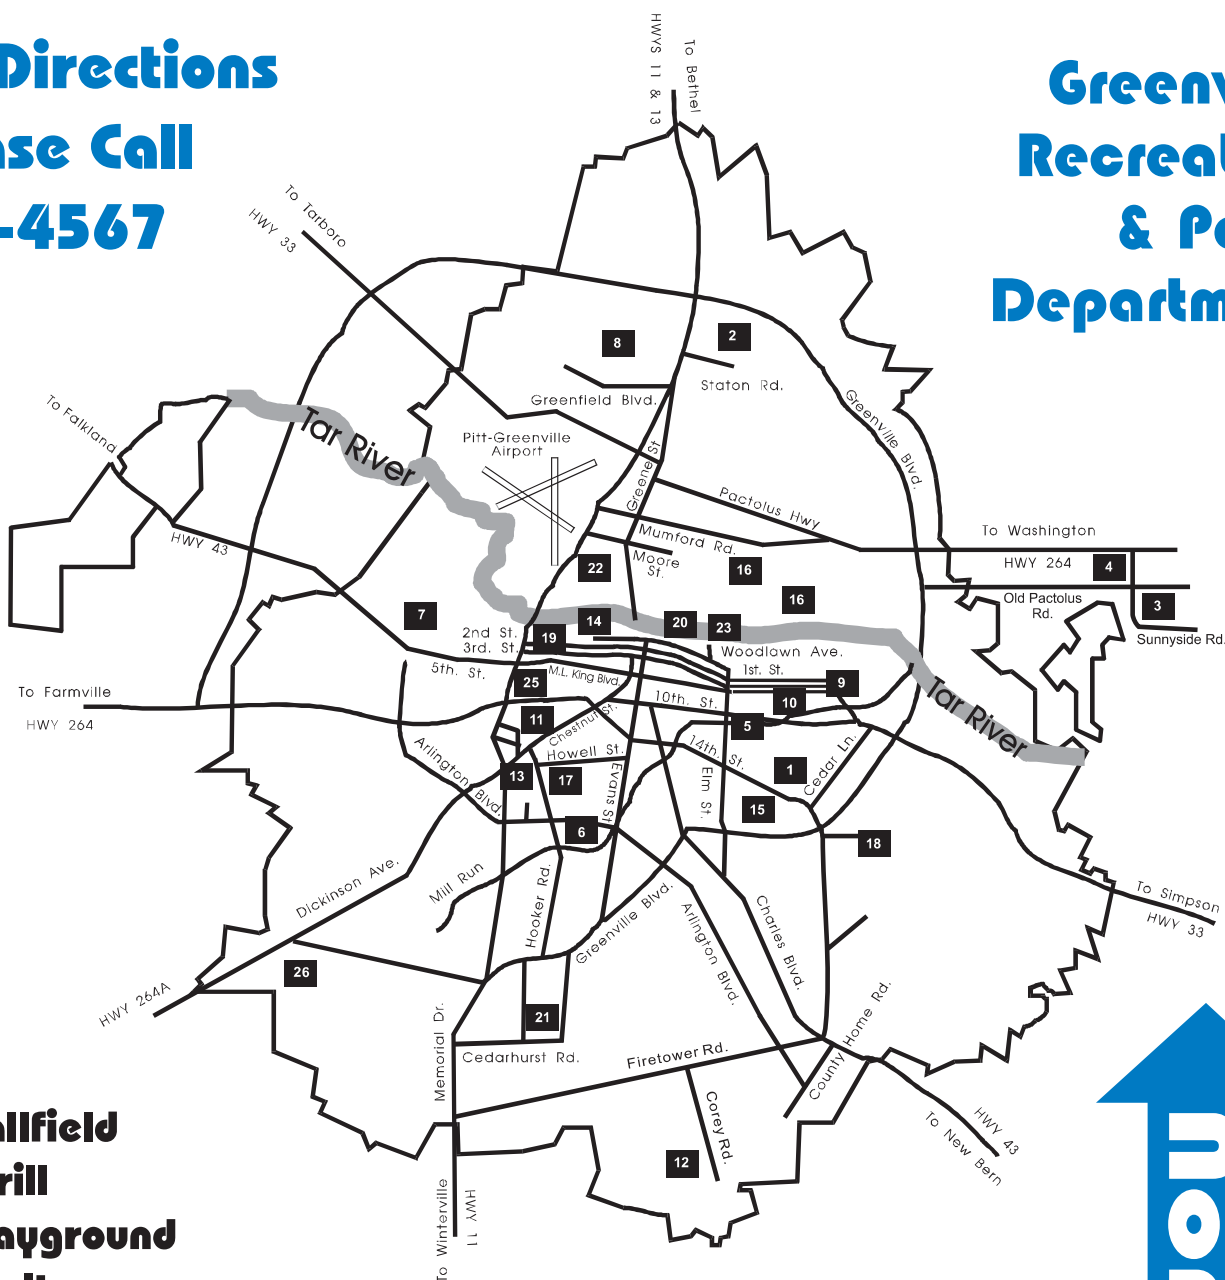 Directions
ase Call
-4567
Greenv
Recreat
& Pa
Departm
HWYS 11 & 13
To Bethel
To Tarboro
HWY 33
8
2
Staton Rd.
Greenfield Blvd.
Greenville Blvd.
To Falkland
Tar River
Pitt-Greenville
Airport
Greene St
Pactolus Hwy
HWY 43
Mumford Rd.
Moore
St.
To Washington
HWY 264
4
22
16
16
Old Pactolus
Rd.
3
Sunnyside Rd.
7
14
20
23
2nd St.
3rd. St.
19
Woodlawn Ave.
1st. St.
5th. St.
M.L. King Blvd.
25
9
To Farmville
HWY 264
10th. St.
10
Tar River
11
Chestnut St.
5
Howell St.
14th. St.
Arlington Blvd.
13
17
Evans St
Elm St.
1
Cedar Ln.
15
6
18
Dickinson Ave.
Mill Run
Hooker Rd.
Greenville Blvd.
Arlington Blvd.
Charles Blvd.
To Simpson
HWY 33
26
HWY 264A
21
Memorial Dr.
Cedarhurst Rd.
Firetower Rd.
County Home Rd.
Corey Rd.
12
HWY 43
To New Bern
To Winterville
HWY 11
allfield
rill
ayground